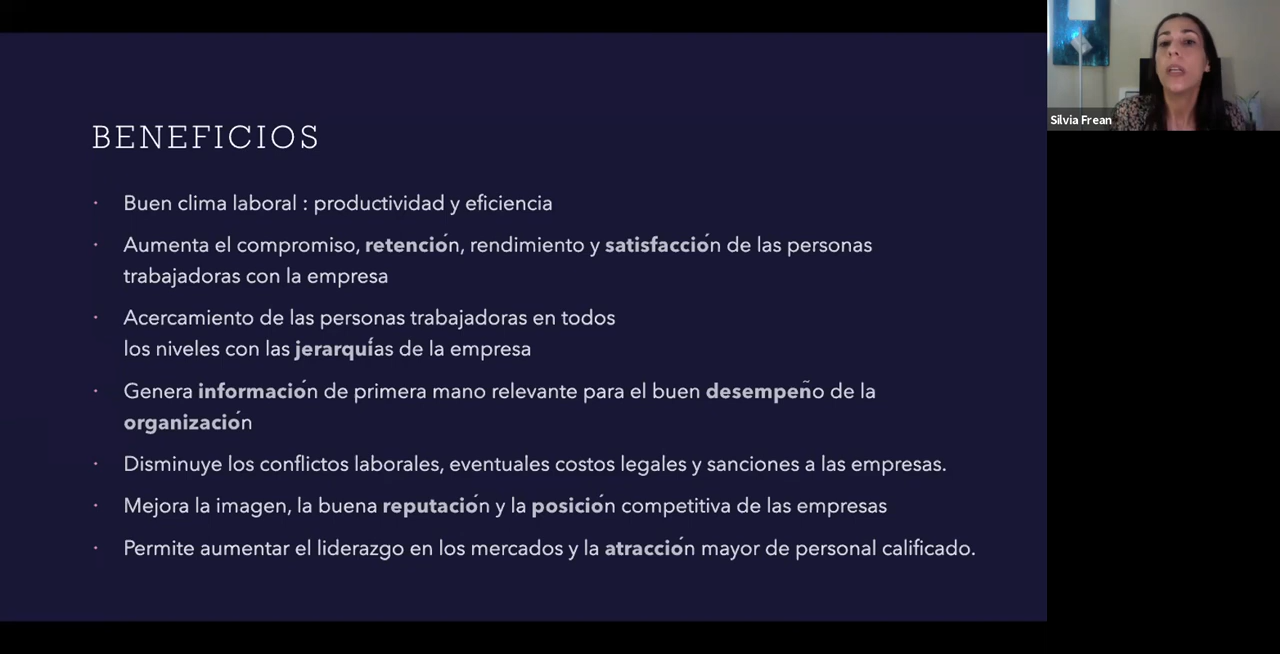 BENEFICIOS
Buen clima laboral : productividad y eficiencia
Aumenta el compromiso, retención, rendimiento y satisfacción de las personas
trabajadoras con la empresa
Acercamiento de las personas trabajadoras en todos
los niveles con las jerarquías de la empresa
Genera información de primera mano relevante para el buen desempeño de la
organización
Disminuye los conflictos laborales, eventuales costos legales y sanciones a las empresas.
Mejora la imagen, la buena reputación y la posición competitiva de las empresas
Permite aumentar el liderazgo en los mercados y la atracción mayor de personal calificado.
Silvia Frean